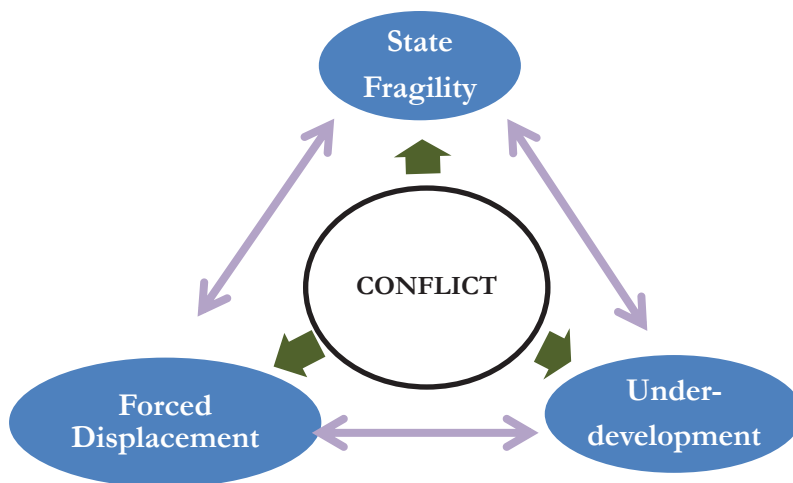 State
Fragility
CONFLICT
Forced
Displacement
Under-
development